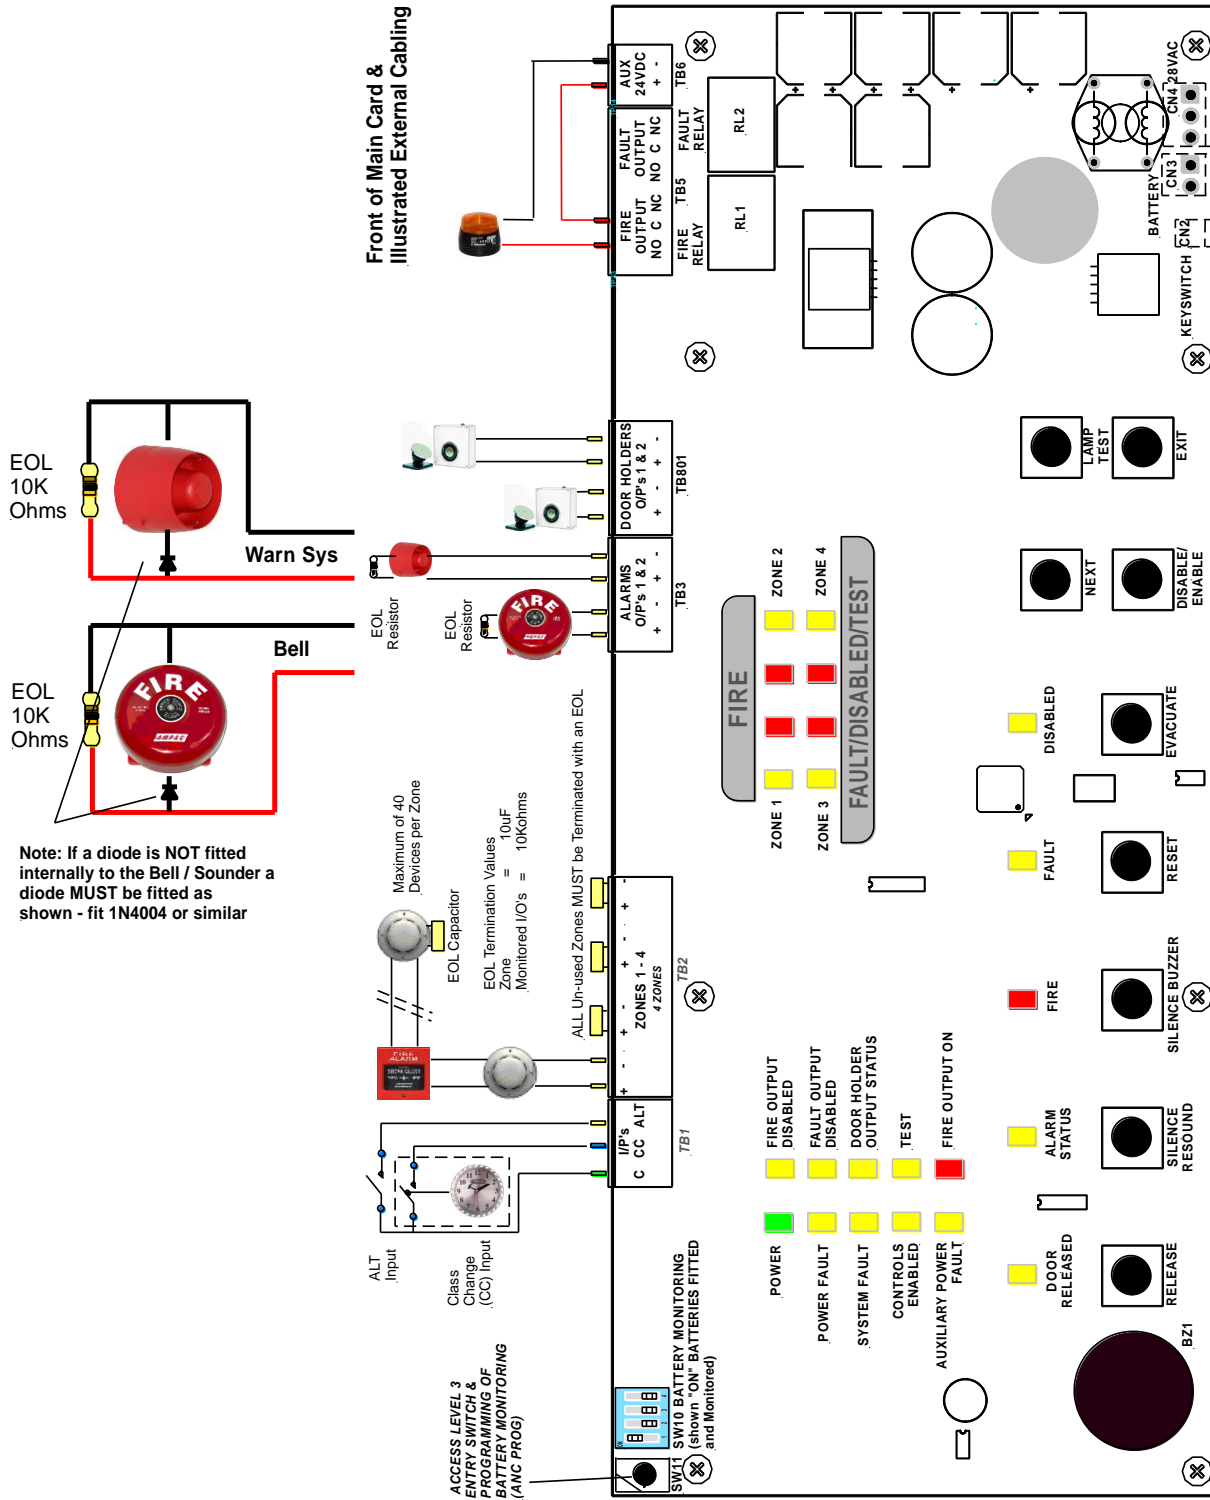 Front of Main Card &
Illustrated External Cabling
AUX
24VDC
+ -
TB6
FAULT
OUTPUT
NO C NC
FIRE
OUTPUT
NO C NC
TB5
FAULT
RELAY
FIRE
RELAY
RL2
RL1
CN4 28VAC
CN3
BATTERY
CN2
KEYSWITCH
EOL
10K
Ohms
Warn Sys
EOL
10K
Ohms
Bell
FIRE
AMPAC
Note: If a diode is NOT fitted
internally to the Bell / Sounder a
diode MUST be fitted as
shown - fit 1N4004 or similar
DOOR HOLDERS
O/P's 1 & 2
+ - + -
TB801
ALARMS
O/P's 1 & 2
+ - + -
TB3
EOL
Resistor
EOL
Resistor
FIRE
LAMP
TEST
EXIT
NEXT
DISABLE/
ENABLE
FIRE
ZONE 2
ZONE 4
ZONE 1
ZONE 3
FAULT/DISABLED/TEST
DISABLED
EVACUATE
FAULT
RESET
FIRE
SILENCE BUZZER
ALARM
STATUS
SILENCE
RESOUND
DOOR
RELEASED
RELEASE
BZ1
Maximum of 40
Devices per Zone
EOL Capacitor
EOL Termination Values
Zone = 10uF
Monitored I/O's = 10Kohms
ALL Un-used Zones MUST be Terminated with an EOL
ZONES 1 - 4
4 ZONES
+ - + - + - + -
TB2
FIRE
ALARM
I/P's
C CC ALT
TB1
ALT
Input
Class
Change
(CC) Input
FIRE OUTPUT
DISABLED
FAULT OUTPUT
DISABLED
DOOR HOLDER
OUTPUT STATUS
TEST
FIRE OUTPUT ON
POWER
POWER FAULT
SYSTEM FAULT
CONTROLS
ENABLED
AUXILIARY POWER
FAULT
SW10 BATTERY MONITORING
(shown "ON" BATTERIES FITTED
and Monitored)
ON
1 2 3 4
SW11
ACCESS LEVEL 3
ENTRY SWITCH &
PROGRAMMING OF
BATTERY MONITORING
(ANC PROG)